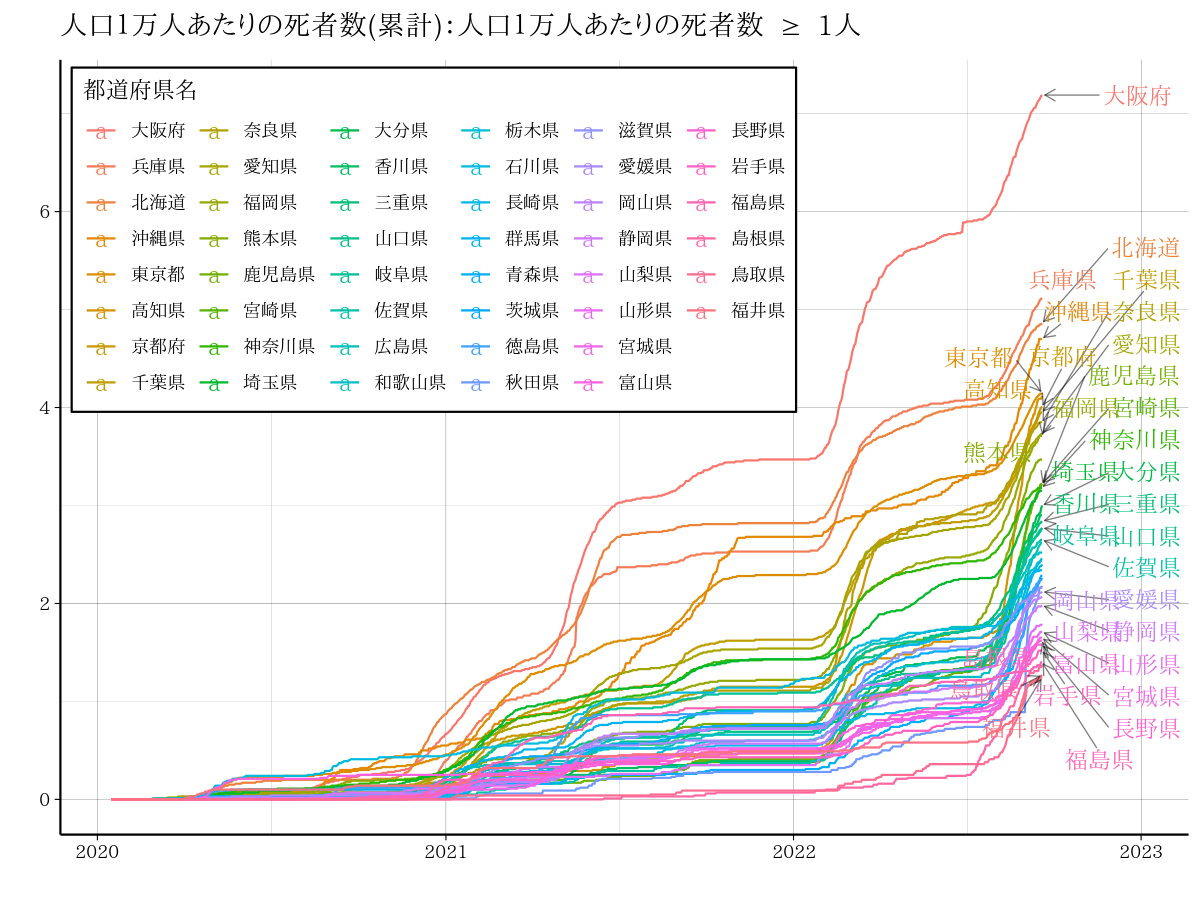 人口1万人あたりの死者数(累計)：人口1万人あたりの死者数 ≥ 1人
都道府県名
a 大阪府 a 奈良県 a 大分県 a 栃木県 a 滋賀県 a 長野県
a 兵庫県 a 愛知県 a 香川県 a 石川県 a 愛媛県 a 岩手県
a 北海道 a 福岡県 a 三重県 a 長崎県 a 岡山県 a 福島県
a 沖縄県 a 熊本県 a 山口県 a 群馬県 a 静岡県 a 島根県
a 東京都 a 鹿児島県 a 岐阜県 a 青森県 a 山梨県 a 鳥取県
a 高知県 a 宮崎県 a 佐賀県 a 茨城県 a 山形県 a 福井県
a 京都府 a 神奈川県 a 広島県 a 徳島県 a 宮城県
a 千葉県 a 埼玉県 a 和歌山県 a 秋田県 a 富山県
大阪府
北海道
兵庫県 千葉県
沖縄県 奈良県
愛知県
東京都 京都府
鹿児島県
高知県
福岡県 宮崎県
神奈川県
熊本県
埼玉県 大分県
香川県 三重県
岐阜県 山口県
佐賀県
岡山県 愛媛県
山梨県 静岡県
富山県 山形県
鳥取県 岩手県 宮城県
福井県 長野県
福島県
6
4
2
0
2020 2021 2022 2023